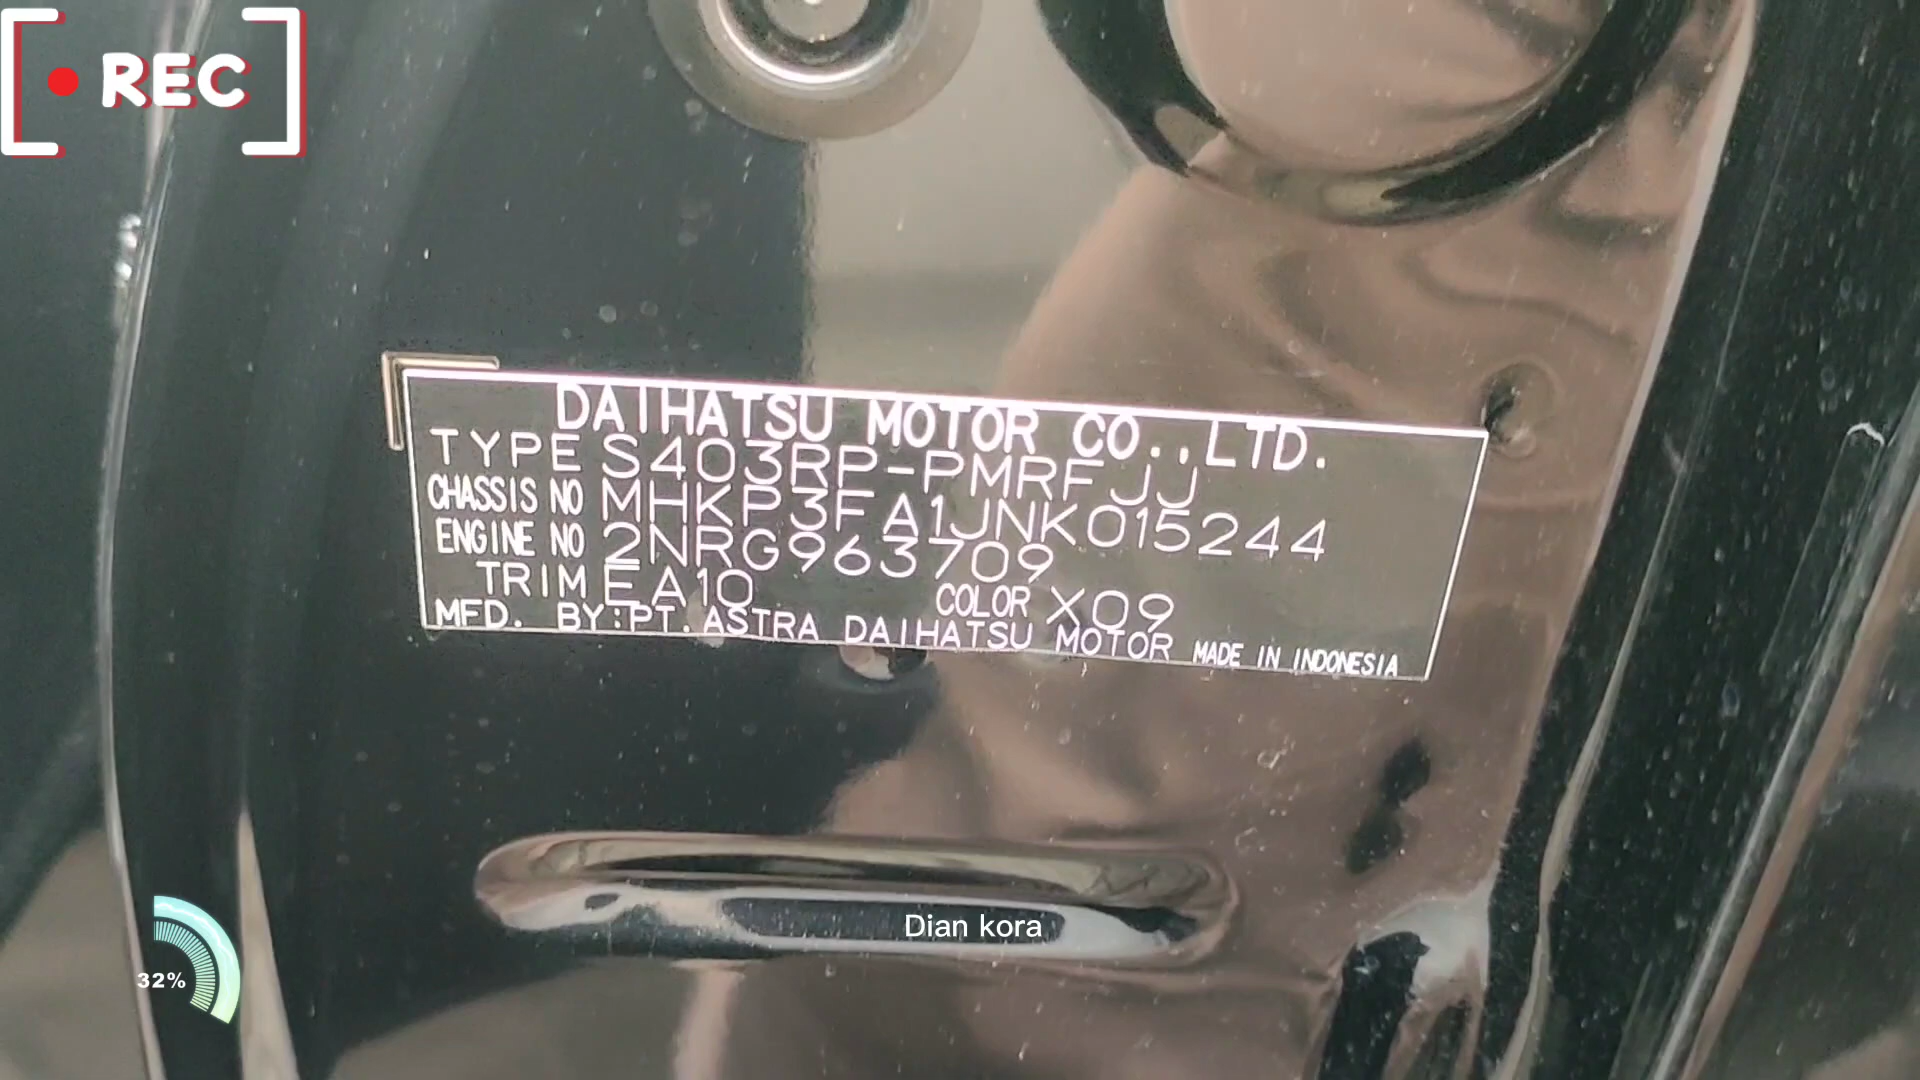 REC
DAIHATSU MOTOR CO.,LTD.
TYPE S403RP-PMRFJJ
CHASSIS NO MHKP3FA1JNK015244
ENGINE NO 2NRG963709
TRIM EA10 COLOR X09
MFD. BY:PT.ASTRA DAIHATSU MOTOR MADE IN INDONESIA
Dian kora
32%